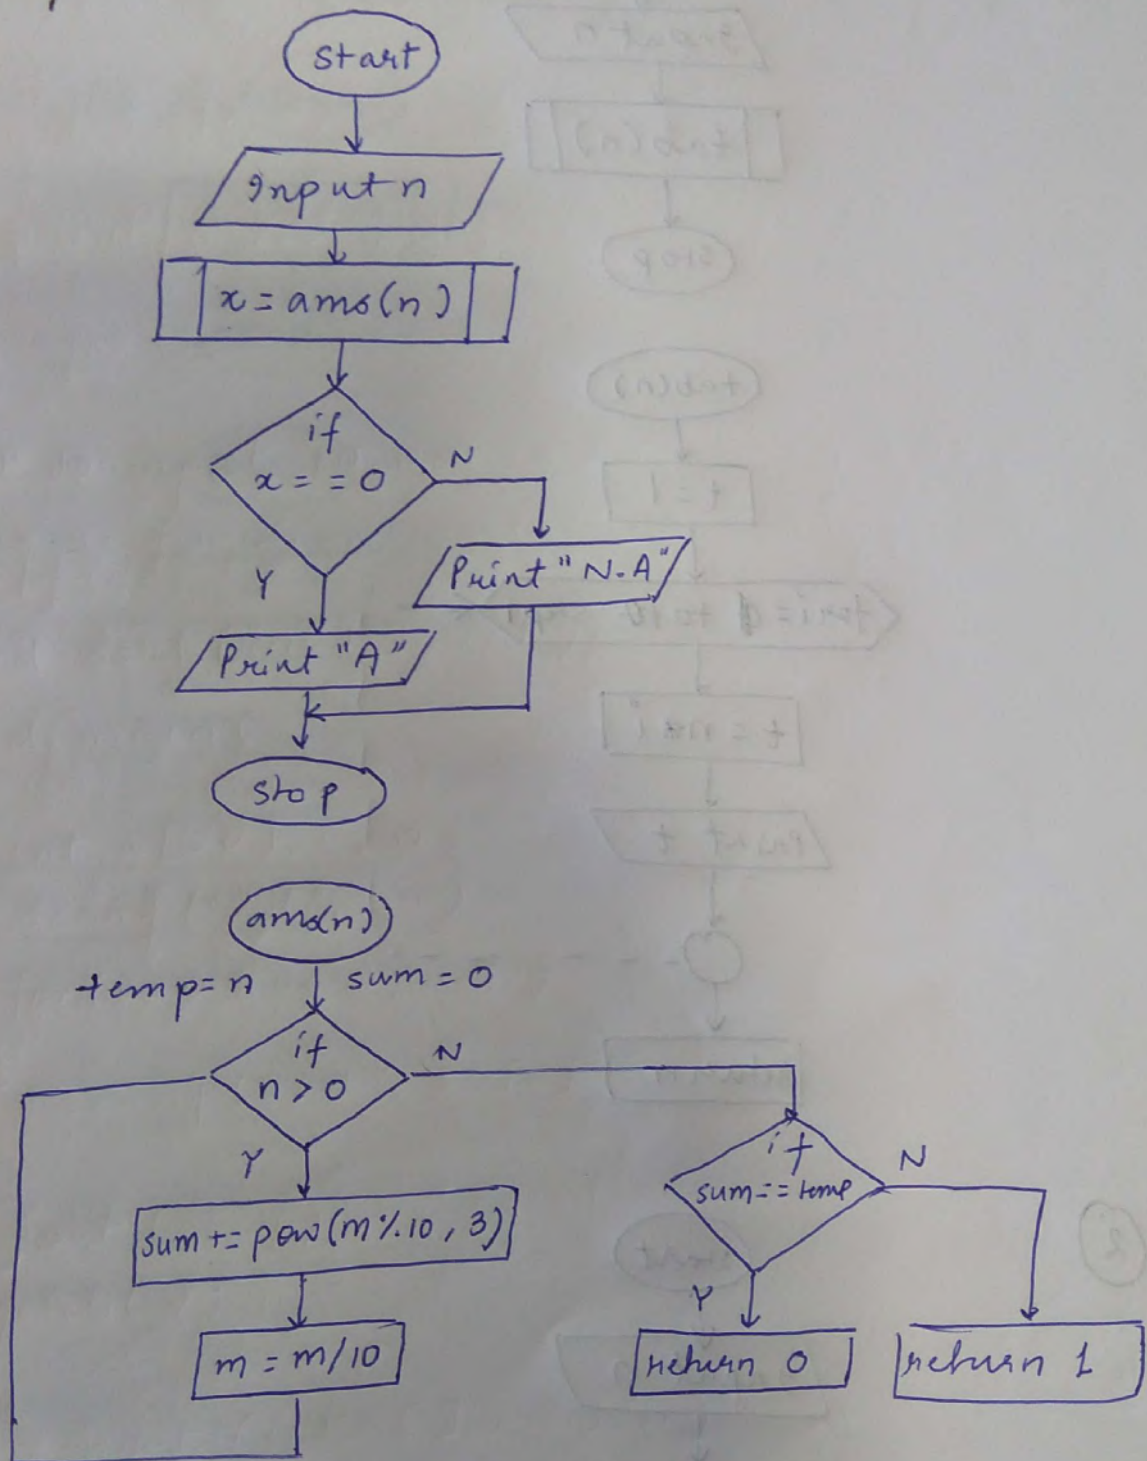 Start
Input n
x = ams(n)
if
x = = 0
N
Print "N.A"
Y
Print "A"
stop
ams(n)
temp = n
sum = 0
if
n > 0
N
Y
sum += pow(m%10, 3)
m = m/10
if
sum == temp
N
Y
return 0
return 1